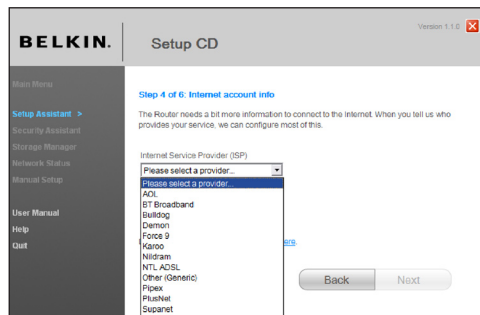 Version 1.1.0
BELKIN.
Setup CD
Main Menu
Setup Assistant >
Security Assistant
Storage Manager
Network Status
Manual Setup
User Manual
Help
Quit
Step 4 of 6: Internet account info
The Router needs a bit more information to connect to the Internet. When you tell us who
provides your service, we can configure most of this.
Internet Service Provider (ISP)
Please select a provider...
Please select a provider...
AOL
BT Broadband
Bulldog
Demon
Force 9
Karoo
Nildram
NTL ADSL
Other (Generic)
Pipex
PlusNet
Supanet
ere.
Back
Next